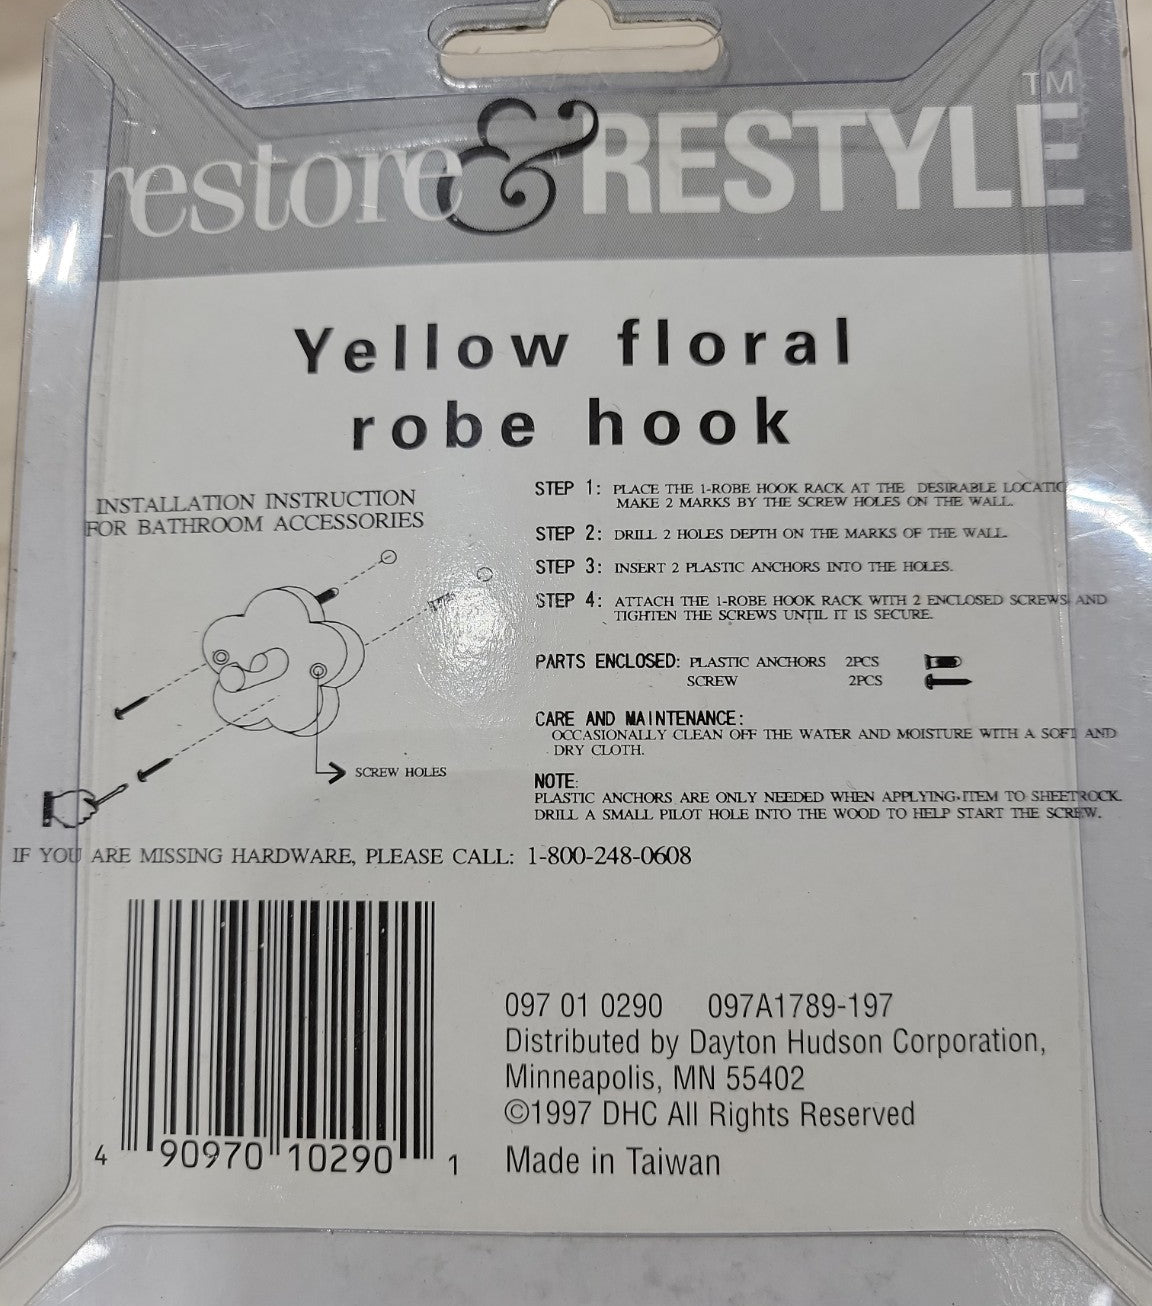 restore & RESTYLE™
Yellow floral
robe hook
INSTALLATION INSTRUCTION
FOR BATHROOM ACCESSORIES
SCREW HOLES
STEP 1: PLACE THE 1-ROBE HOOK RACK AT THE DESIRABLE LOCATIO
MAKE 2 MARKS BY THE SCREW HOLES ON THE WALL.
STEP 2: DRILL 2 HOLES DEPTH ON THE MARKS OF THE WALL.
STEP 3: INSERT 2 PLASTIC ANCHORS INTO THE HOLES.
STEP 4: ATTACH THE 1-ROBE HOOK RACK WITH 2 ENCLOSED SCREWS AND
TIGHTEN THE SCREWS UNTIL IT IS SECURE.
PARTS ENCLOSED: PLASTIC ANCHORS 2PCS
SCREW 2PCS
CARE AND MAINTENANCE:
OCCASIONALLY CLEAN OFF THE WATER AND MOISTURE WITH A SOFT AND
DRY CLOTH.
NOTE:
PLASTIC ANCHORS ARE ONLY NEEDED WHEN APPLYING ITEM TO SHEETROCK.
DRILL A SMALL PILOT HOLE INTO THE WOOD TO HELP START THE SCREW.
IF YOU ARE MISSING HARDWARE, PLEASE CALL: 1-800-248-0608
4 90970 10290 1
097 01 0290 097A1789-197
Distributed by Dayton Hudson Corporation,
Minneapolis, MN 55402
©1997 DHC All Rights Reserved
Made in Taiwan